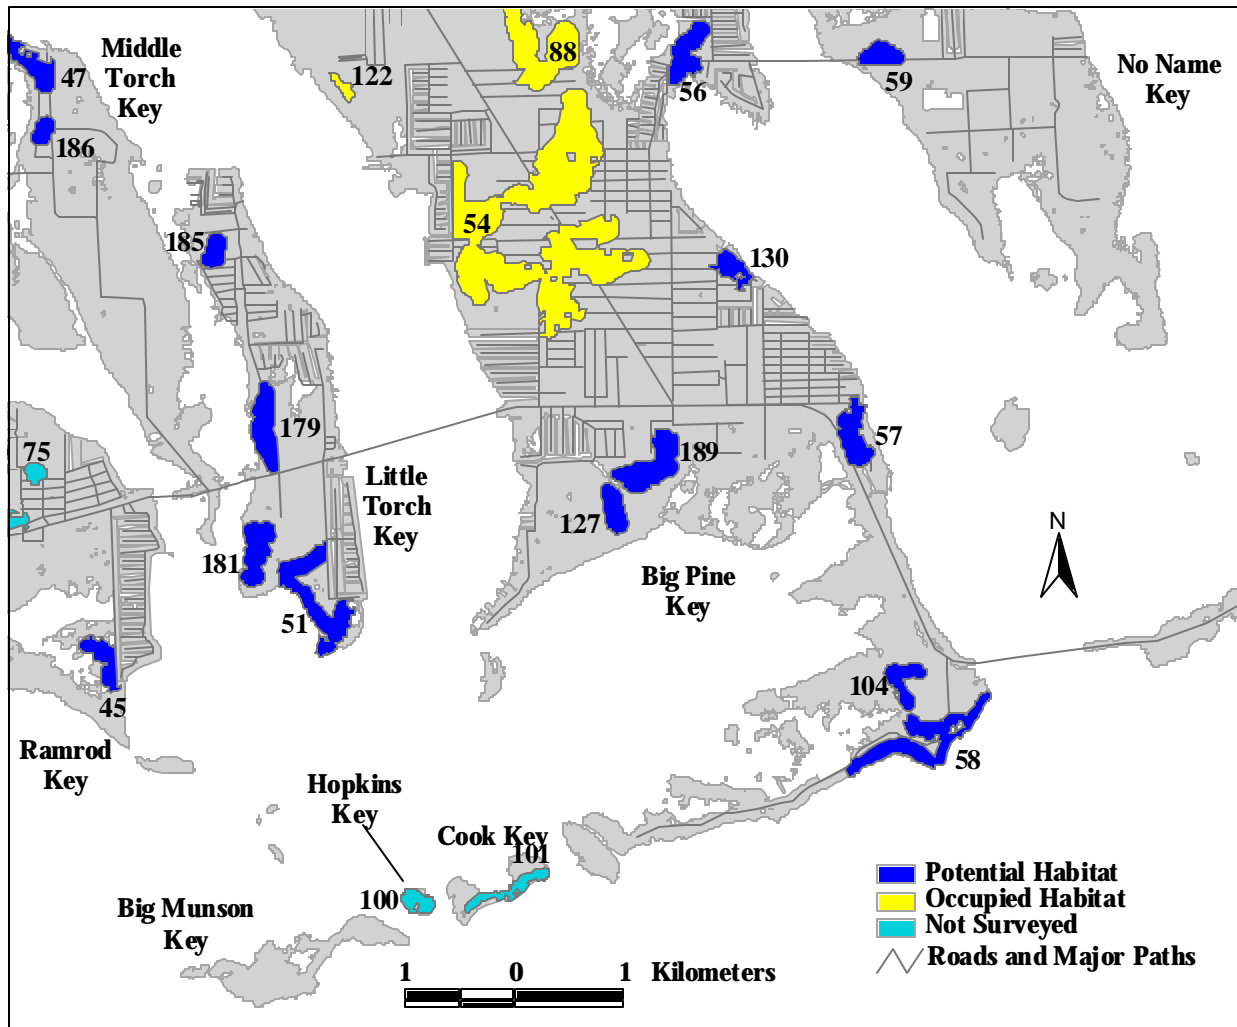 Middle
Torch
Key
47
186
122
88
56
59
No Name
Key
185
54
130
75
179
189
57
Little
Torch
Key
127
181
51
Big Pine
Key
N
45
104
58
Ramrod
Key
Hopkins
Key
Cook Key
101
100
Big Munson
Key
Potential Habitat
Occupied Habitat
Not Surveyed
Roads and Major Paths
1 0 1 Kilometers